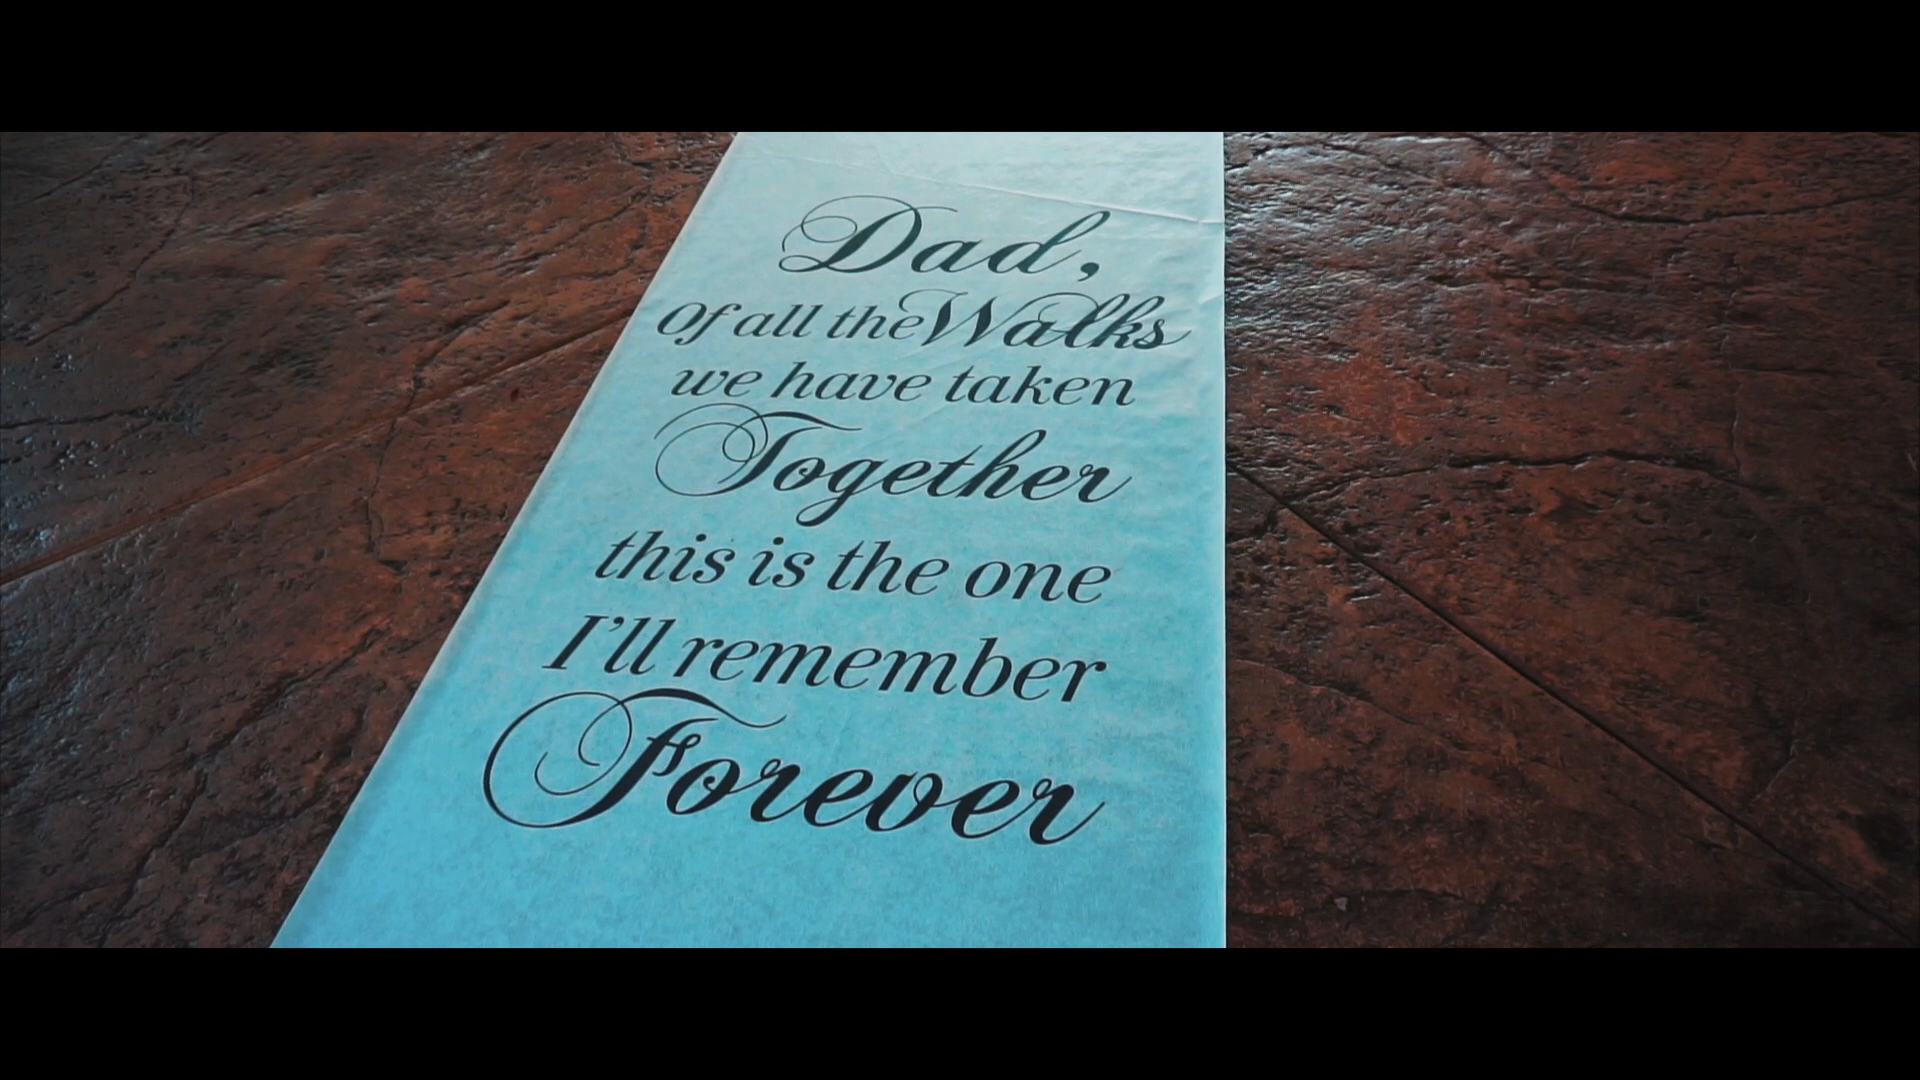 Dad,
Of all the Walks
we have taken
Together
this is the one
I'll remember
Forever